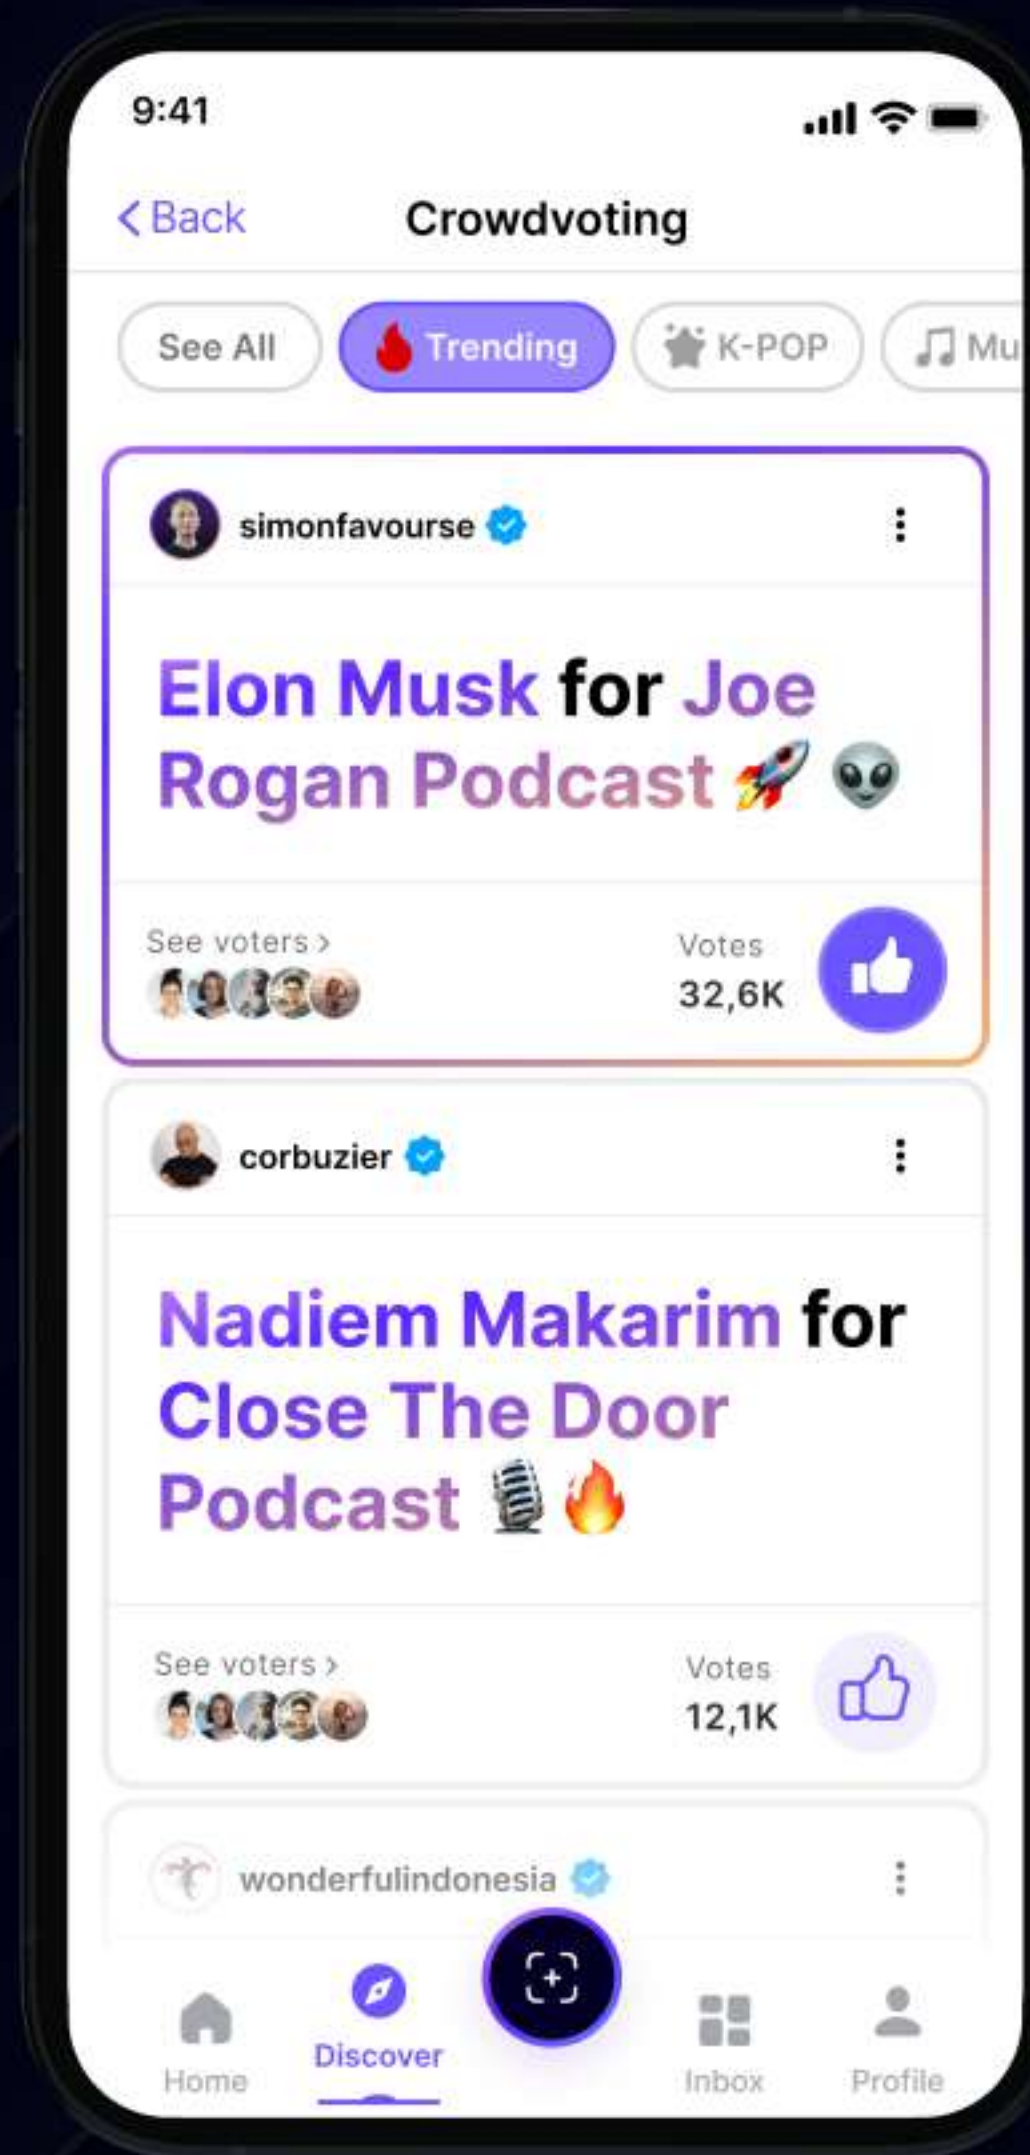 9:41
Back
Crowdvoting
See All
Trending
K-POP
Mu
simonfavourse
Elon Musk for Joe
Rogan Podcast 🚀 👽
See voters >
Votes
32,6K
corbuzier
Nadiem Makarim for
Close The Door
Podcast 🎙️🔥
See voters >
Votes
12,1K
wonderfulindonesia
Home
Discover
Inbox
Profile